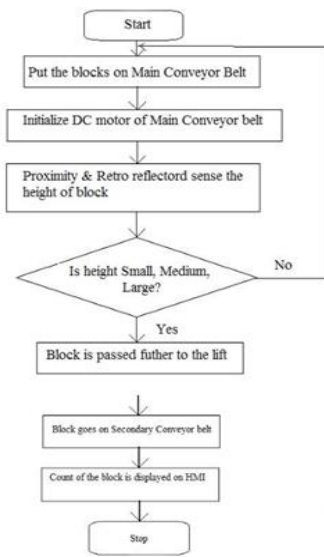 Start
Put the blocks on Main Conveyor Belt
Initialize DC motor of Main Conveyor belt
Proximity & Retro reflectord sense the
height of block
Is height Small, Medium,
Large?
No
Yes
Block is passed futher to the lift
Block goes on Secondary Conveyor belt
Count of the block is displayed on HMI
Stop